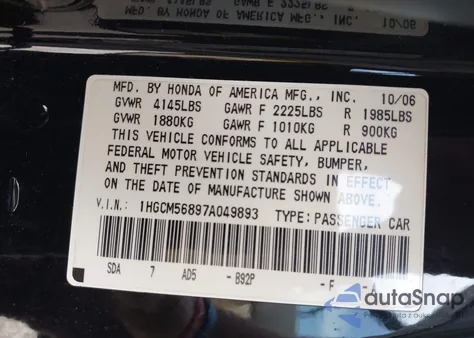 MFD. BY HONDA OF AMERICA MFG., INC. 10/06
GVWR 4145LBS GAWR F 2225LBS R 1985LBS
GVWR 1880KG GAWR F 1010KG R 900KG
THIS VEHICLE CONFORMS TO ALL APPLICABLE
FEDERAL MOTOR VEHICLE SAFETY, BUMPER,
AND THEFT PREVENTION STANDARDS IN EFFECT
ON THE DATE OF MANUFACTURE SHOWN ABOVE.
V.I.N.: 1HGCM56897A049893 TYPE: PASSENGER CAR
SDA 7 AD5 - B92P - F - A
autoSnap